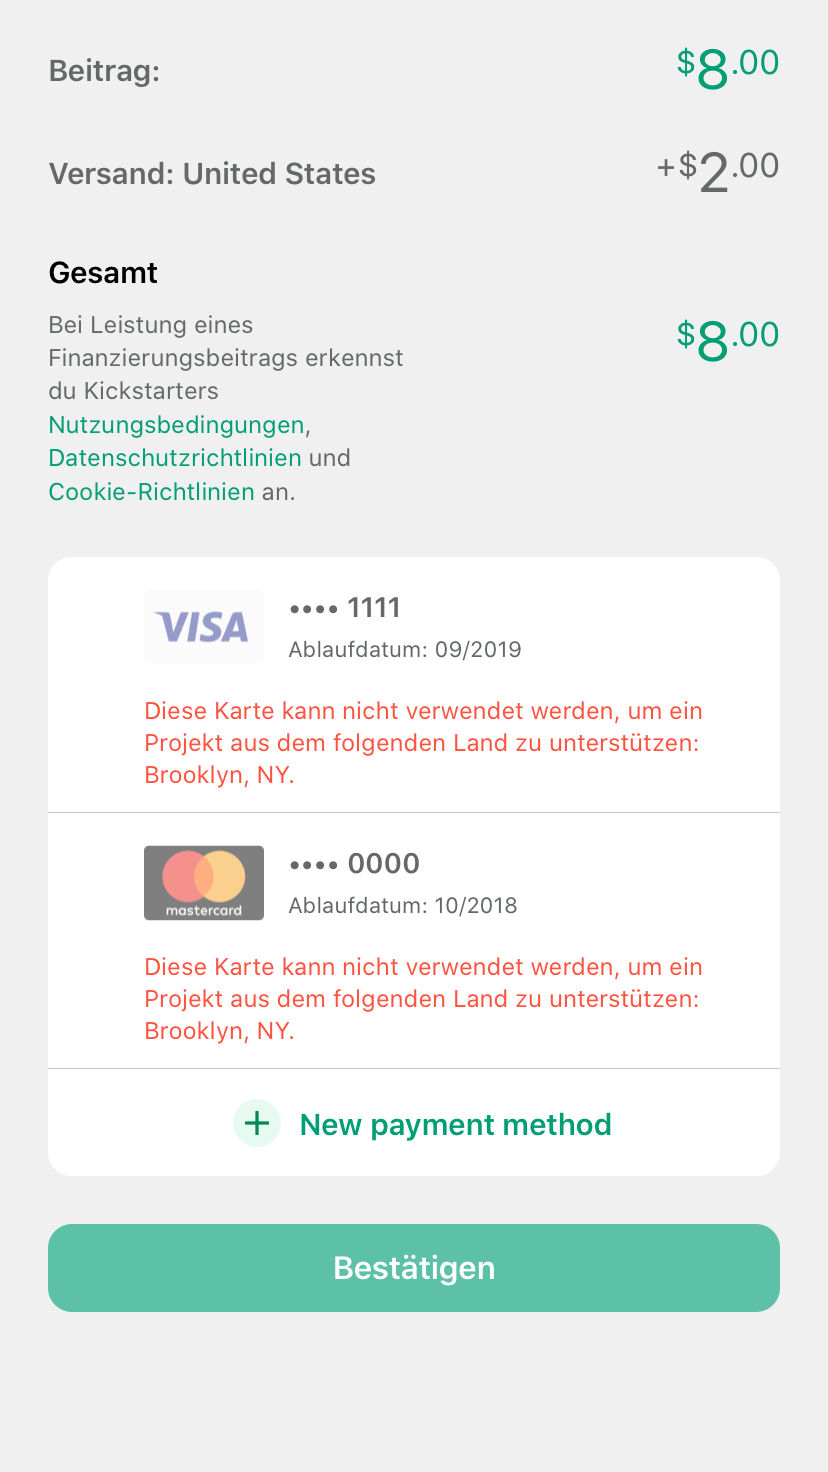 Beitrag:
$8.00
Versand: United States
+$2.00
Gesamt
Bei Leistung eines
Finanzierungsbeitrags erkennst
du Kickstarters
Nutzungsbedingungen,
Datenschutzrichtlinien und
Cookie-Richtlinien an.
$8.00
VISA
•••• 1111
Ablaufdatum: 09/2019
Diese Karte kann nicht verwendet werden, um ein
Projekt aus dem folgenden Land zu unterstützen:
Brooklyn, NY.
mastercard
•••• 0000
Ablaufdatum: 10/2018
Diese Karte kann nicht verwendet werden, um ein
Projekt aus dem folgenden Land zu unterstützen:
Brooklyn, NY.
New payment method
Bestätigen